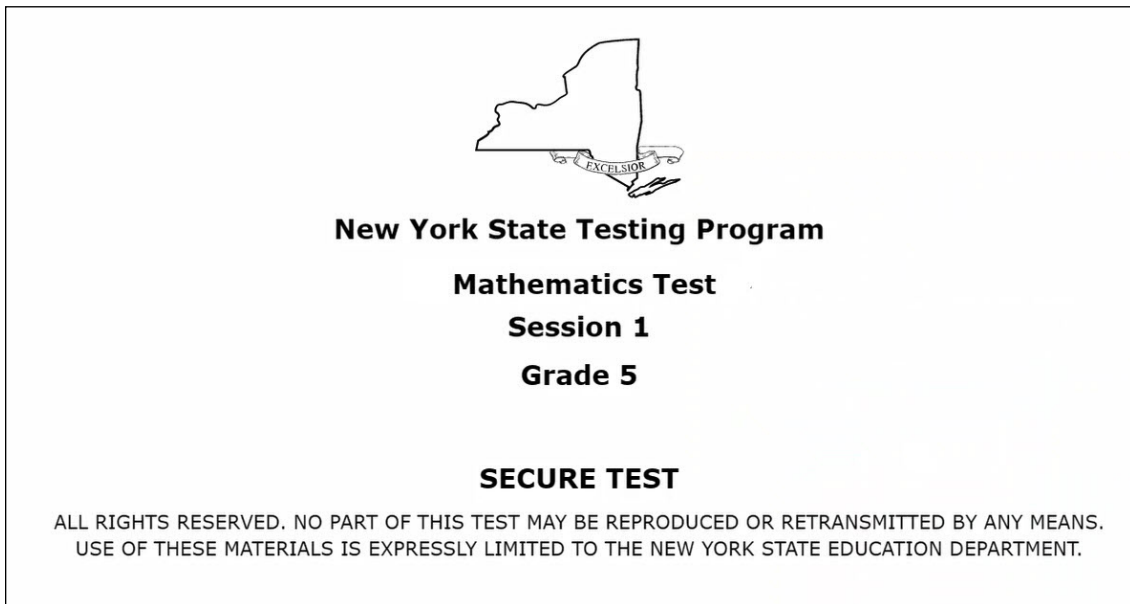 EXCELSIOR
New York State Testing Program
Mathematics Test
Session 1
Grade 5
SECURE TEST
ALL RIGHTS RESERVED. NO PART OF THIS TEST MAY BE REPRODUCED OR RETRANSMITTED BY ANY MEANS.
USE OF THESE MATERIALS IS EXPRESSLY LIMITED TO THE NEW YORK STATE EDUCATION DEPARTMENT.